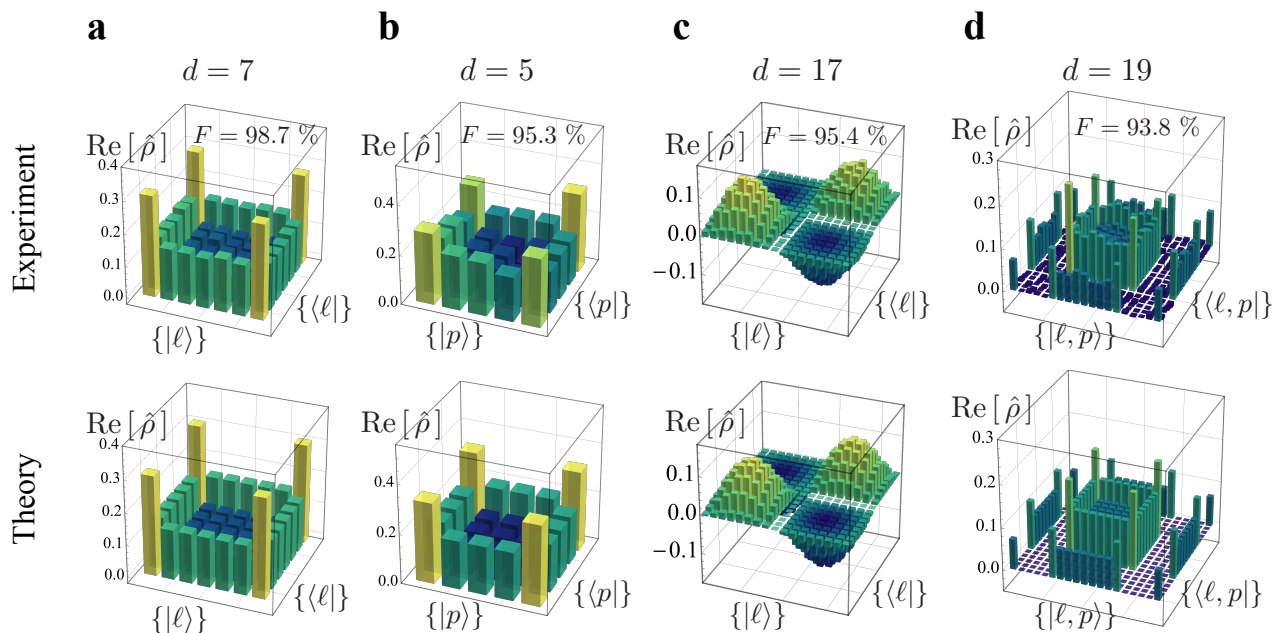 a b c d
d = 7 d = 5 d = 17 d = 19
Experiment
Re[ρ̂] F = 98.7 %
0.4
0.3
0.2
0.1
0.0
{|ℓ⟩} {⟨ℓ|}
Re[ρ̂] F = 95.3 %
0.6
0.4
0.2
0.0
{|p⟩} {⟨p|}
Re[ρ̂] F = 95.4 %
0.1
0.0
−0.1
{|ℓ⟩} {⟨ℓ|}
Re[ρ̂] F = 93.8 %
0.3
0.2
0.1
0.0
{|ℓ, p⟩} {⟨ℓ, p|}
Theory
Re[ρ̂]
0.4
0.3
0.2
0.1
0.0
{|ℓ⟩} {⟨ℓ|}
Re[ρ̂]
0.6
0.4
0.2
0.0
{|p⟩} {⟨p|}
Re[ρ̂]
0.1
0.0
−0.1
{|ℓ⟩} {⟨ℓ|}
Re[ρ̂]
0.3
0.2
0.1
0.0
{|ℓ, p⟩} {⟨ℓ, p|}